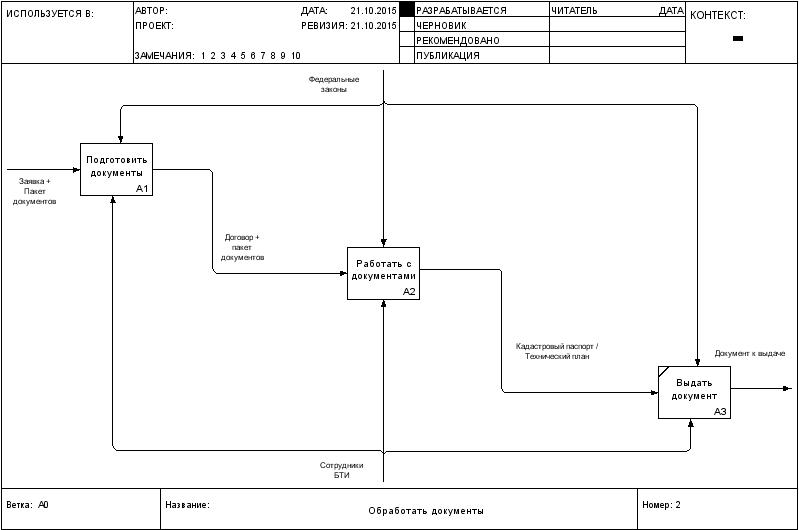 ИСПОЛЬЗУЕТСЯ В:
АВТОР:
ДАТА: 21.10.2015
ПРОЕКТ:
РЕВИЗИЯ: 21.10.2015
ЗАМЕЧАНИЯ: 1 2 3 4 5 6 7 8 9 10
РАЗРАБАТЫВАЕТСЯ
ЧЕРНОВИК
РЕКОМЕНДОВАНО
ПУБЛИКАЦИЯ
ЧИТАТЕЛЬ
ДАТА
КОНТЕКСТ:
Федеральные
законы
Подготовить
документы
A1
Заявка +
Пакет
документов
Договор +
пакет
документов
Работать с
документами
A2
Кадастровый паспорт /
Технический план
Документ к выдаче
Выдать
документ
A3
Сотрудники
БТИ
Ветка: A0
Название:
Обработать документы
Номер: 2